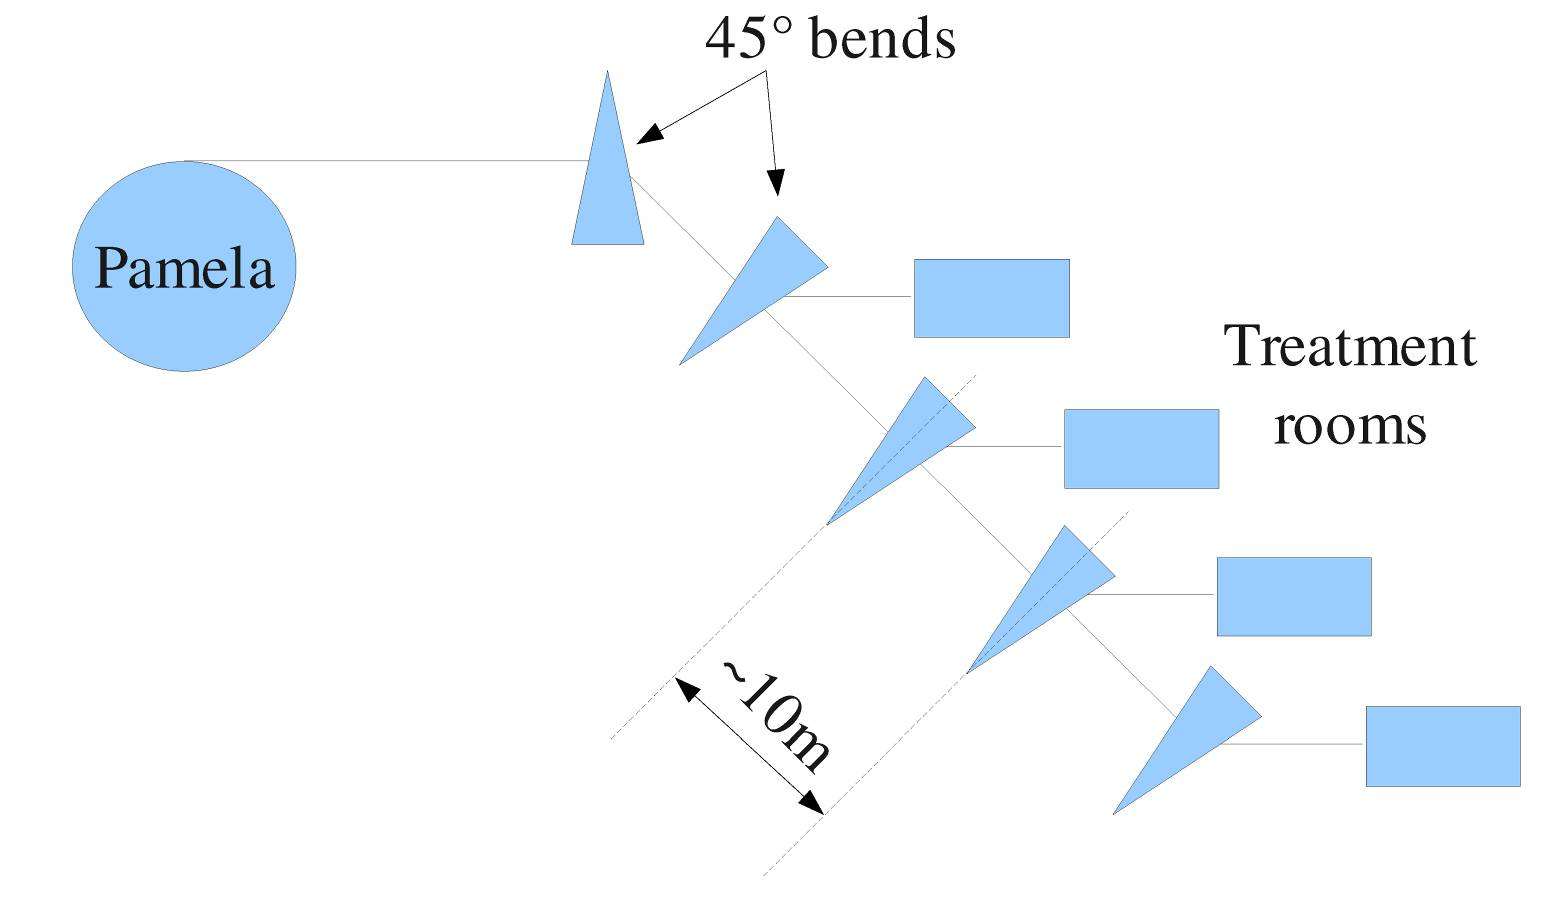 45° bends
Pamela
Treatment
rooms
~10m